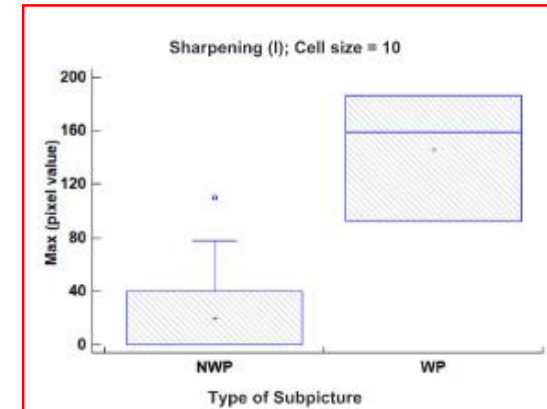 Sharpening (I); Cell size = 10
Max (pixel value)
200
160
120
80
40
0
NWP WP
Type of Subpicture